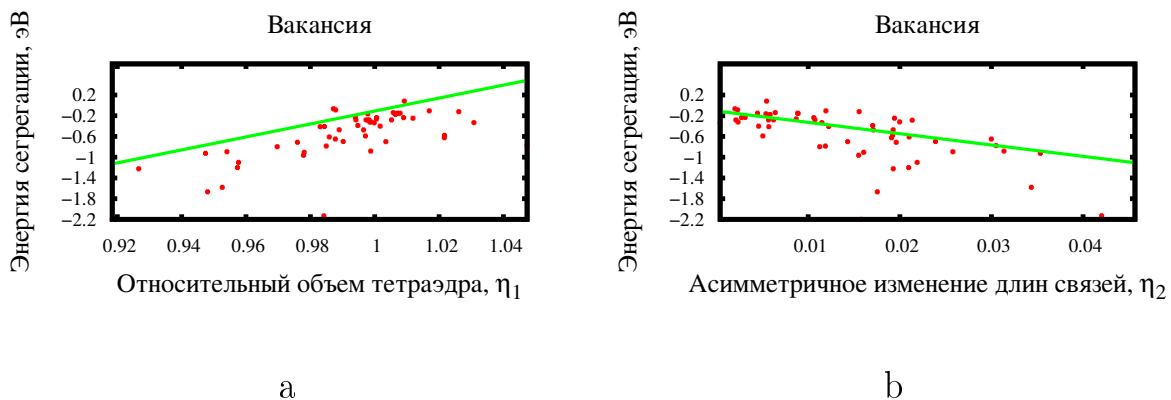 Вакансия
Энергия сегрегации, эВ
0.2
−0.2
−0.6
−1
−1.4
−1.8
−2.2
0.92 0.94 0.96 0.98 1 1.02 1.04
Относительный объем тетраэдра, η1
a
Вакансия
Энергия сегрегации, эВ
0.2
−0.2
−0.6
−1
−1.4
−1.8
−2.2
0.01 0.02 0.03 0.04
Асимметричное изменение длин связей, η2
b